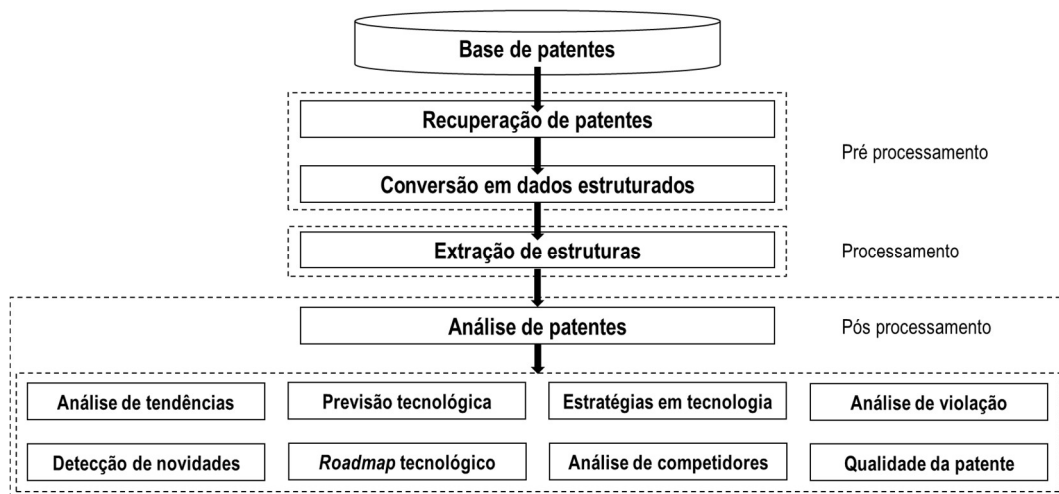 Base de patentes
Recuperação de patentes
Pré processamento
Conversão em dados estruturados
Extração de estruturas
Processamento
Análise de patentes
Pós processamento
Análise de tendências
Previsão tecnológica
Estratégias em tecnologia
Análise de violação
Detecção de novidades
Roadmap tecnológico
Análise de competidores
Qualidade da patente